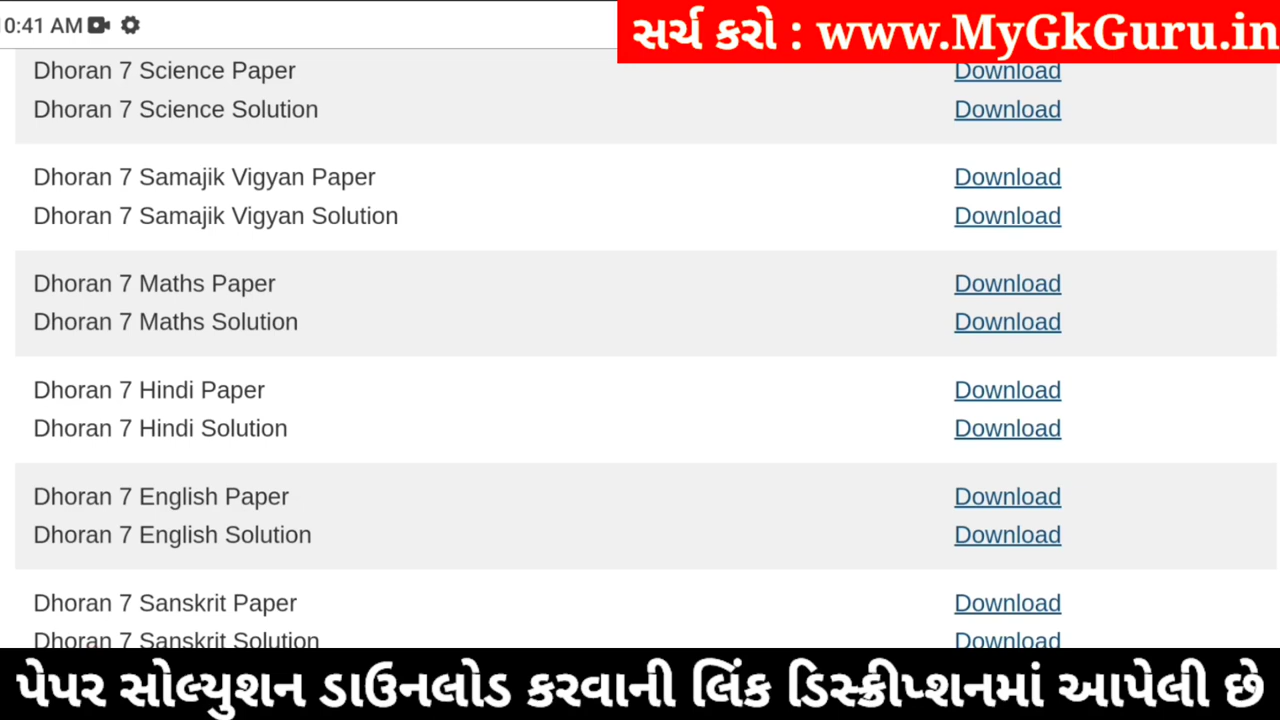 10:41 AM
સર્ચ કરો : www.MyGkGuru.in
Dhoran 7 Science Paper Download
Dhoran 7 Science Solution Download
Dhoran 7 Samajik Vigyan Paper Download
Dhoran 7 Samajik Vigyan Solution Download
Dhoran 7 Maths Paper Download
Dhoran 7 Maths Solution Download
Dhoran 7 Hindi Paper Download
Dhoran 7 Hindi Solution Download
Dhoran 7 English Paper Download
Dhoran 7 English Solution Download
Dhoran 7 Sanskrit Paper Download
Dhoran 7 Sanskrit Solution Download
પેપર સોલ્યુશન ડાઉનલોડ કરવાની લિંક ડિસ્ક્રીપ્શનમાં આપેલી છે